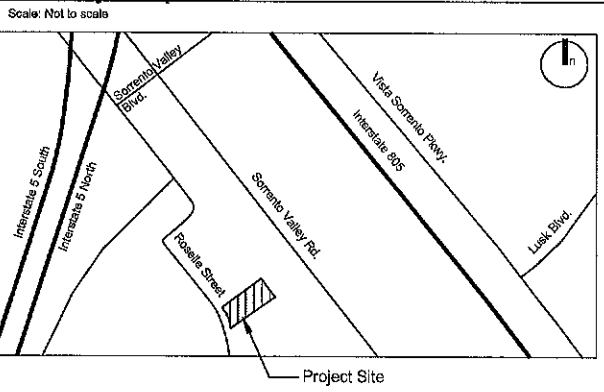 Scale: Not to scale
n
Sorrento Valley
Blvd.
Vista Sorrento Pkwy.
Interstate 805
Interstate 5 South
Interstate 5 North
Sorrento Valley Rd.
Lusk Blvd.
Roselle Street
Project Site